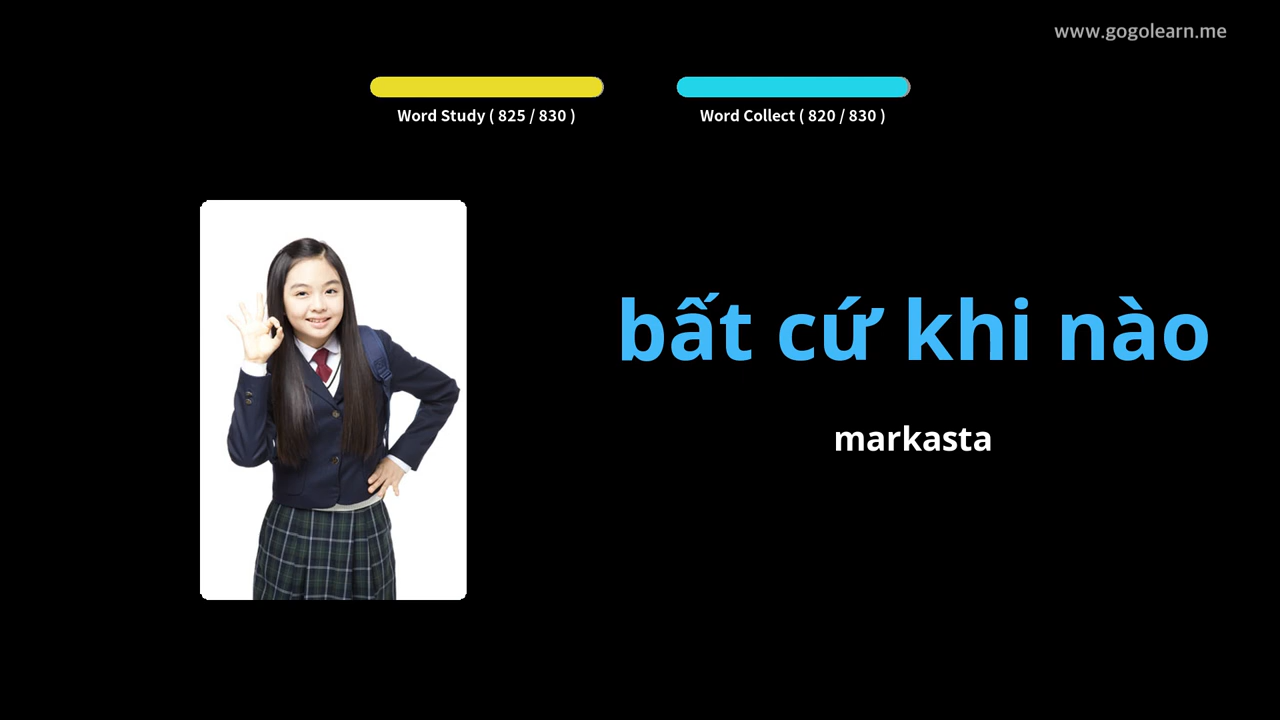 www.gogolearn.me
Word Study ( 825 / 830 )
Word Collect ( 820 / 830 )
bất cứ khi nào
markasta